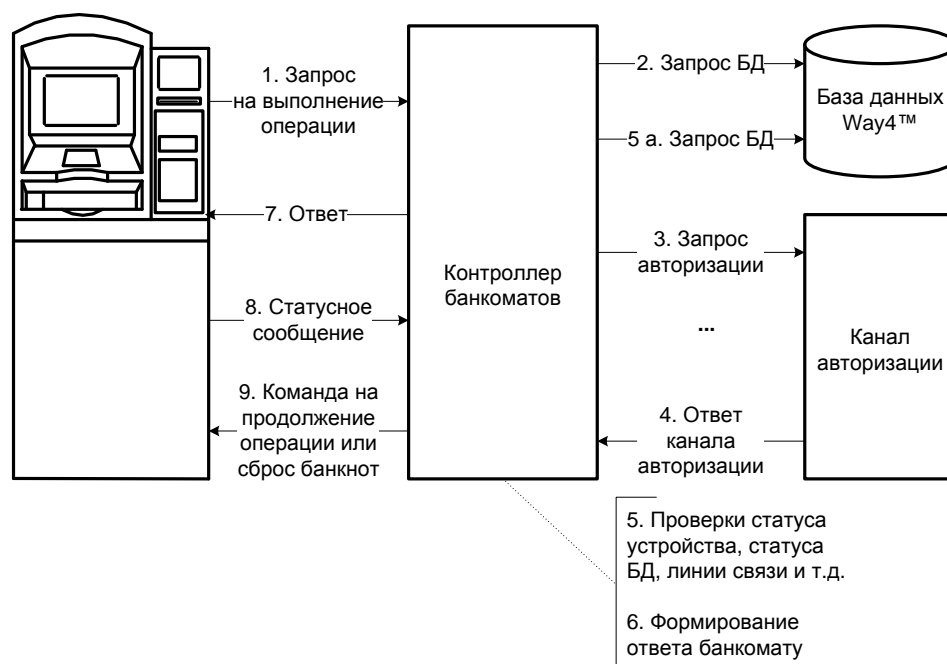 1. Запрос
на выполнение
операции
7. Ответ
8. Статусное
сообщение
9. Команда на
продолжение
операции или
сброс банкнот
Контроллер
банкоматов
2. Запрос БД
5 а. Запрос БД
3. Запрос
авторизации
...
4. Ответ
канала
авторизации
База данных
Way4™
Канал
авторизации
5. Проверки статуса
устройства, статуса
БД, линии связи и т.д.
6. Формирование
ответа банкомату